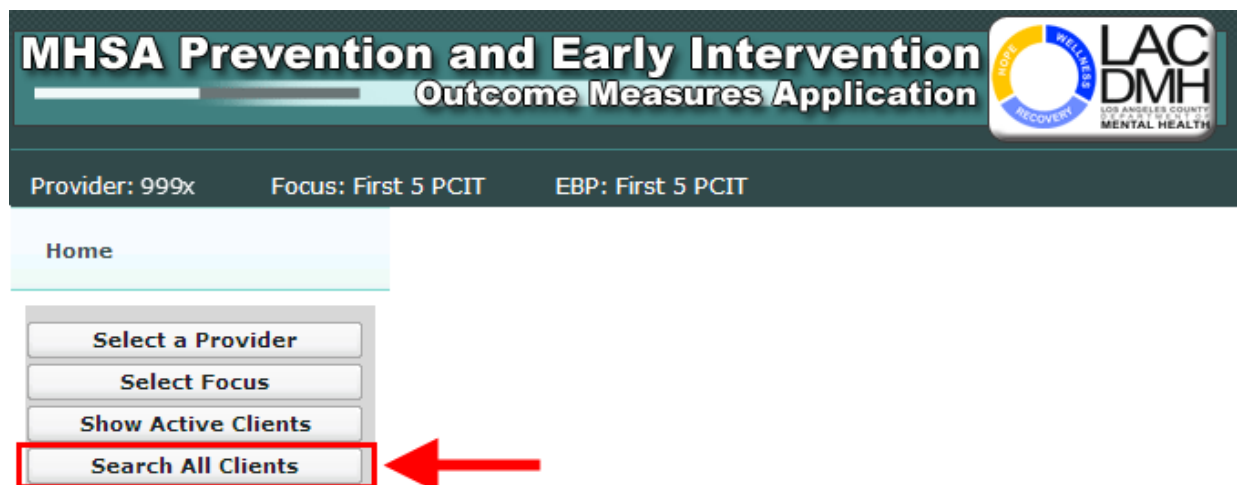 MHSA Prevention and Early Intervention
Outcome Measures Application
HOPE
WELLNESS
RECOVERY
LAC
DMH
LOS ANGELES COUNTY
DEPARTMENT OF
MENTAL HEALTH
Provider: 999x Focus: First 5 PCIT EBP: First 5 PCIT
Home
Select a Provider
Select Focus
Show Active Clients
Search All Clients